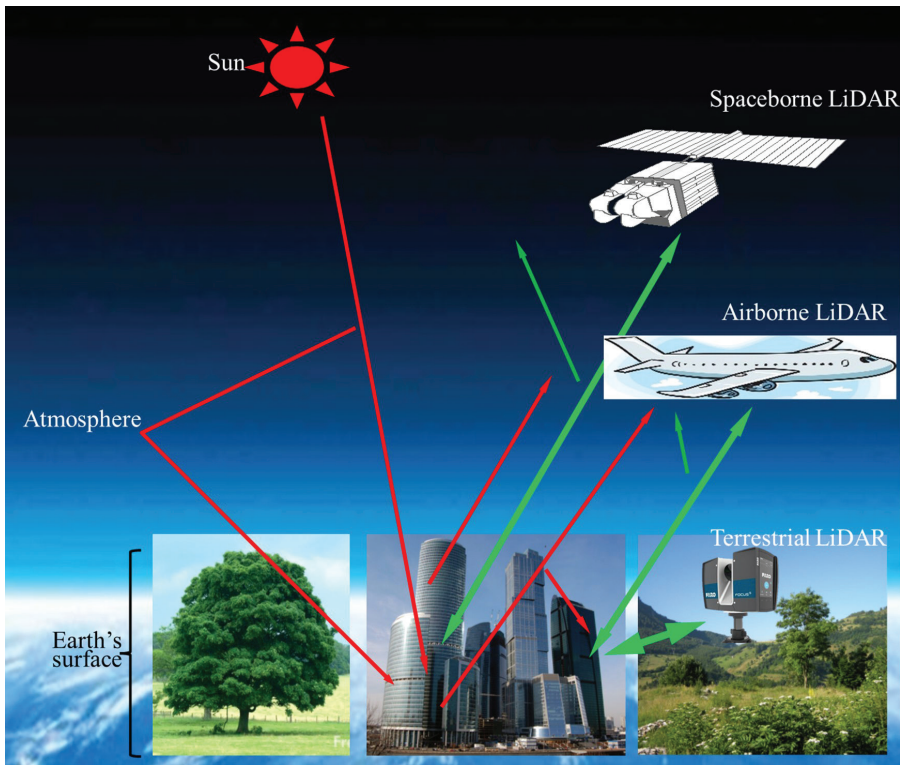 Sun
Spaceborne LiDAR
Airborne LiDAR
Atmosphere
Terrestrial LiDAR
Earth's
surface